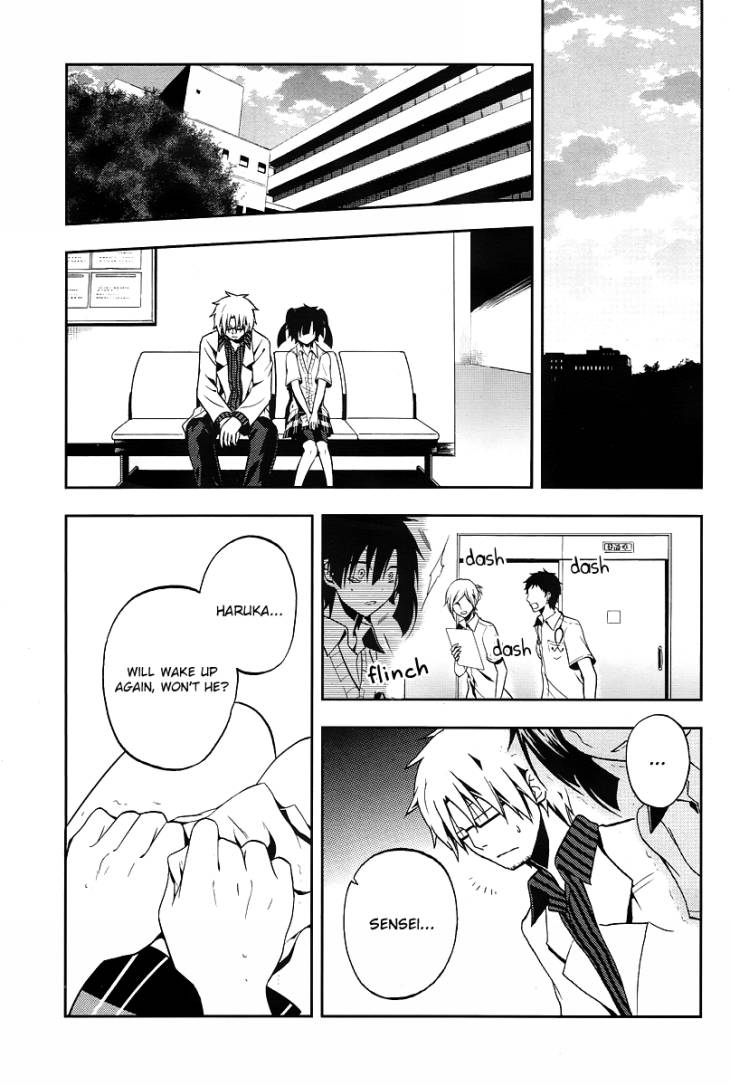 dash
dash
dash
flinch
...
SENSEI...
HARUKA...
WILL WAKE UP
AGAIN, WON'T HE?